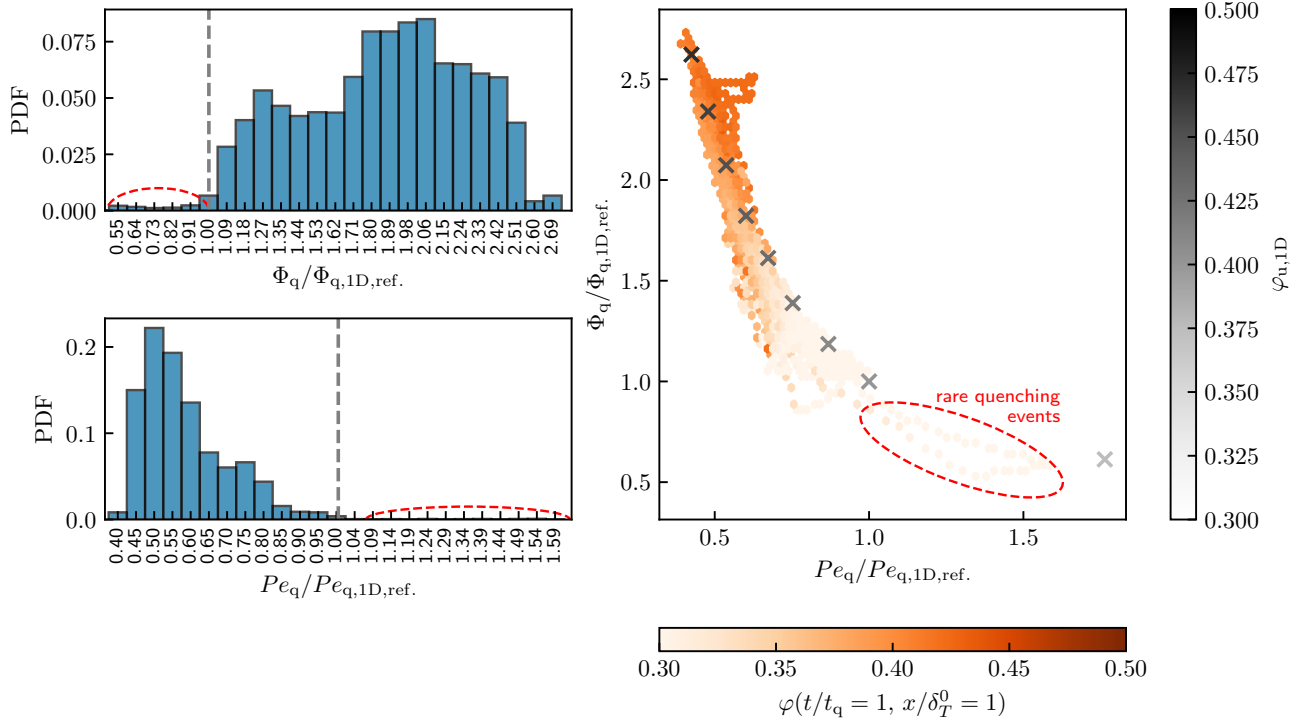 0.075
0.050
0.025
0.000
PDF
0.55 0.64 0.73 0.82 0.91 1.00 1.09 1.18 1.27 1.35 1.44 1.53 1.62 1.71 1.80 1.89 1.98 2.06 2.15 2.24 2.33 2.42 2.51 2.60 2.69
Φq/Φq,1D,ref.
0.2
0.1
0.0
PDF
0.40 0.45 0.50 0.55 0.60 0.65 0.70 0.75 0.80 0.85 0.90 0.95 1.00 1.04 1.09 1.14 1.19 1.24 1.29 1.34 1.39 1.44 1.49 1.54 1.59
Peq/Peq,1D,ref.
2.5
2.0
1.5
1.0
0.5
Φq/Φq,1D,ref.
rare quenching
events
0.5 1.0 1.5
Peq/Peq,1D,ref.
0.500
0.475
0.450
0.425
0.400
0.375
0.350
0.325
0.300
φu,1D
0.30 0.35 0.40 0.45 0.50
φ(t/tq = 1, x/δ0T = 1)